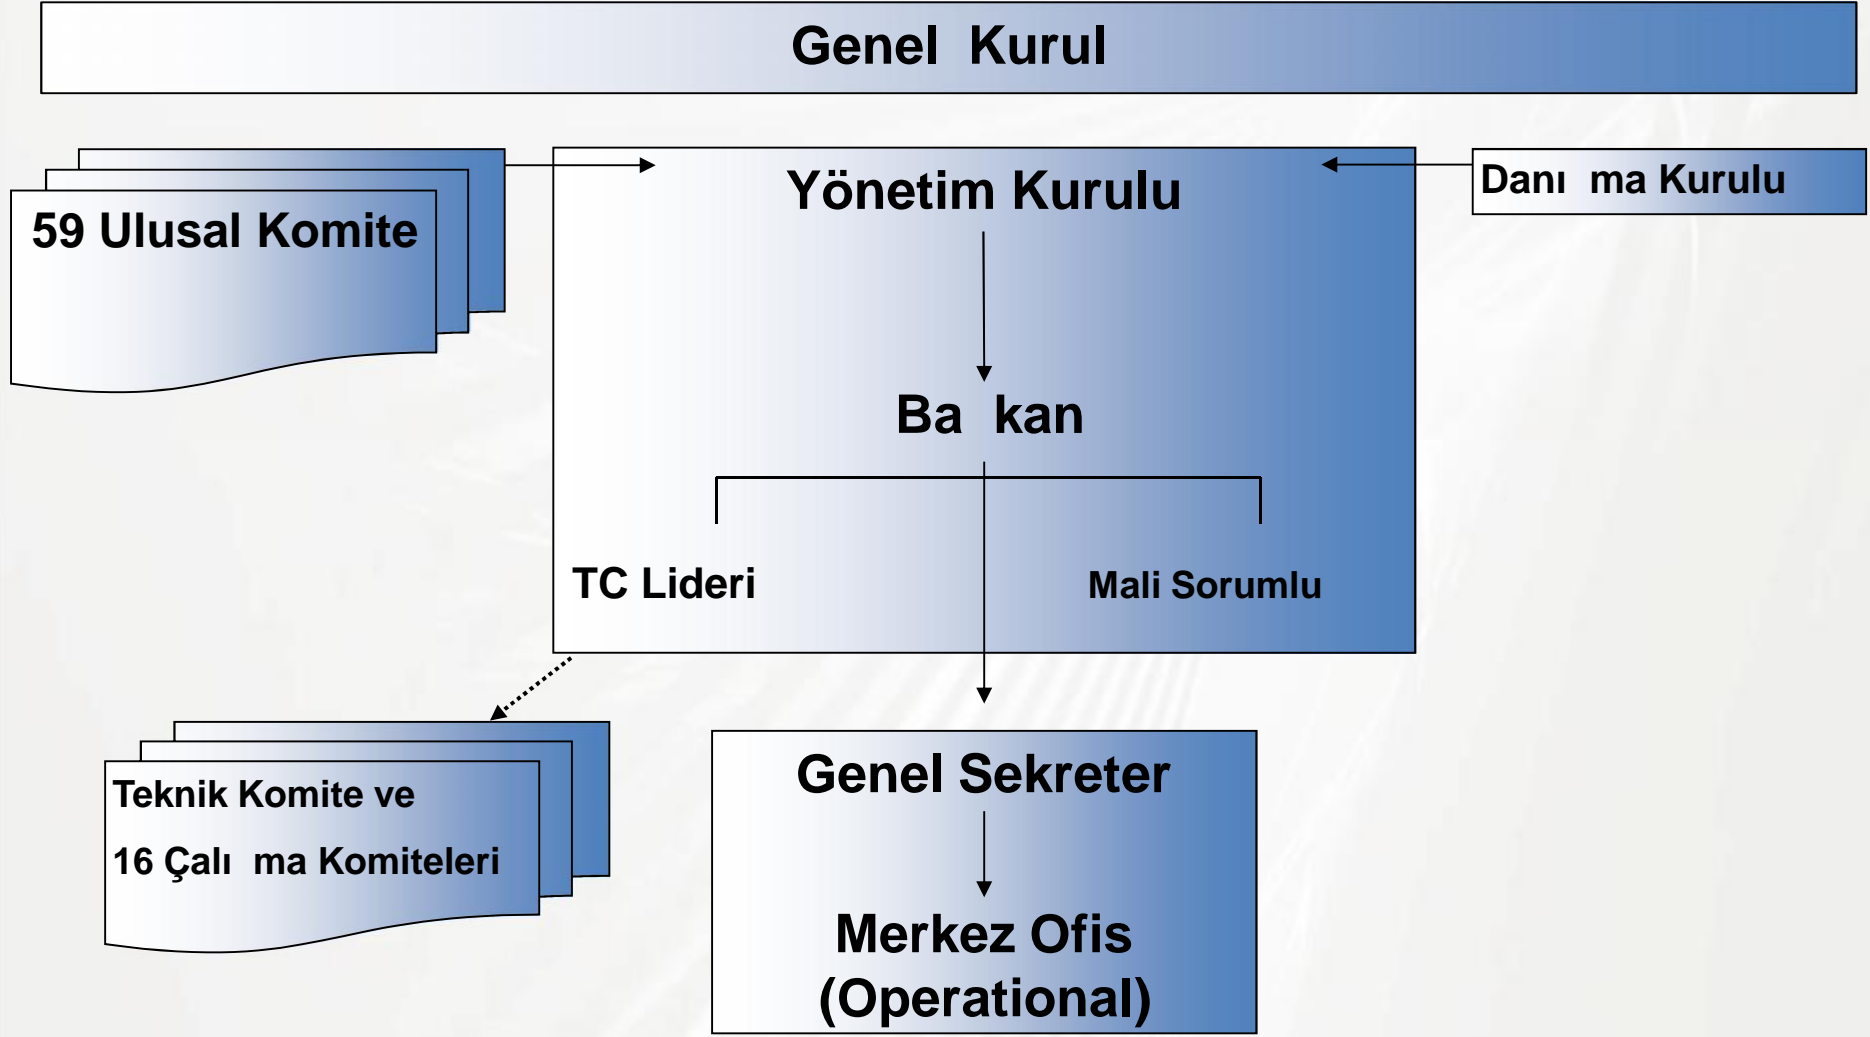 Genel Kurul
59 Ulusal Komite
Yönetim Kurulu
Danı ma Kurulu
Ba kan
TC Lideri
Mali Sorumlu
Teknik Komite ve
16 Çalı ma Komiteleri
Genel Sekreter
Merkez Ofis
(Operational)